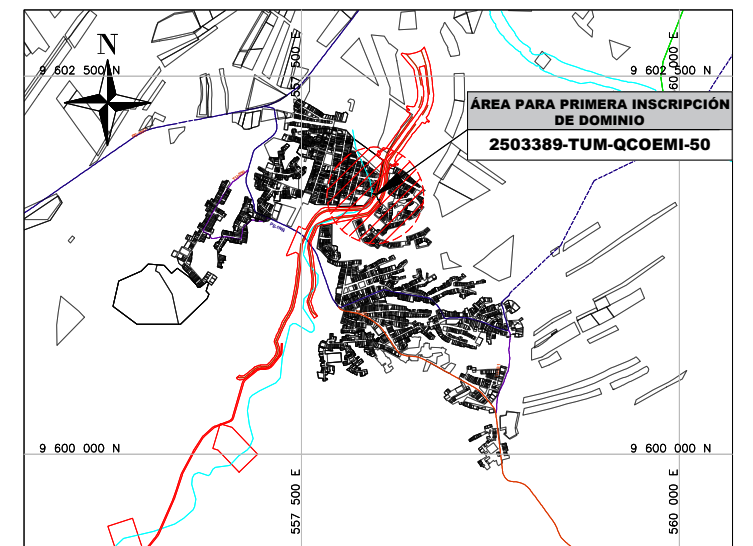 N
9 602 500 N
557 500 E
560 000 E
9 602 500 N
ÁREA PARA PRIMERA INSCRIPCIÓN
DE DOMINIO
2503389-TUM-QCOEMI-50
9 600 000 N
9 600 000 N
557 500 E
560 000 E